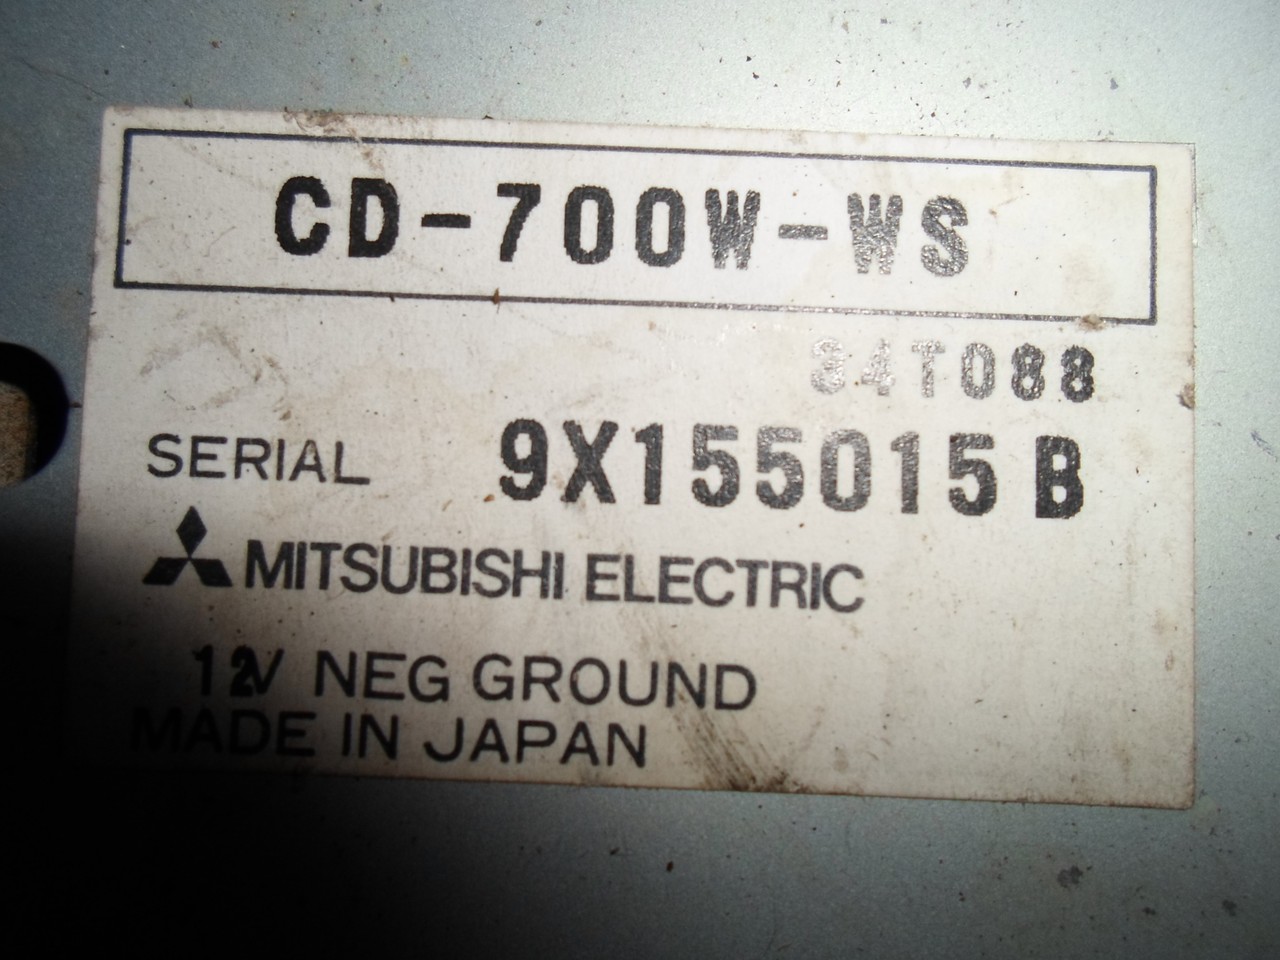 CD-700W-WS
34T088
SERIAL 9X155015B
MITSUBISHI ELECTRIC
12V NEG GROUND
MADE IN JAPAN